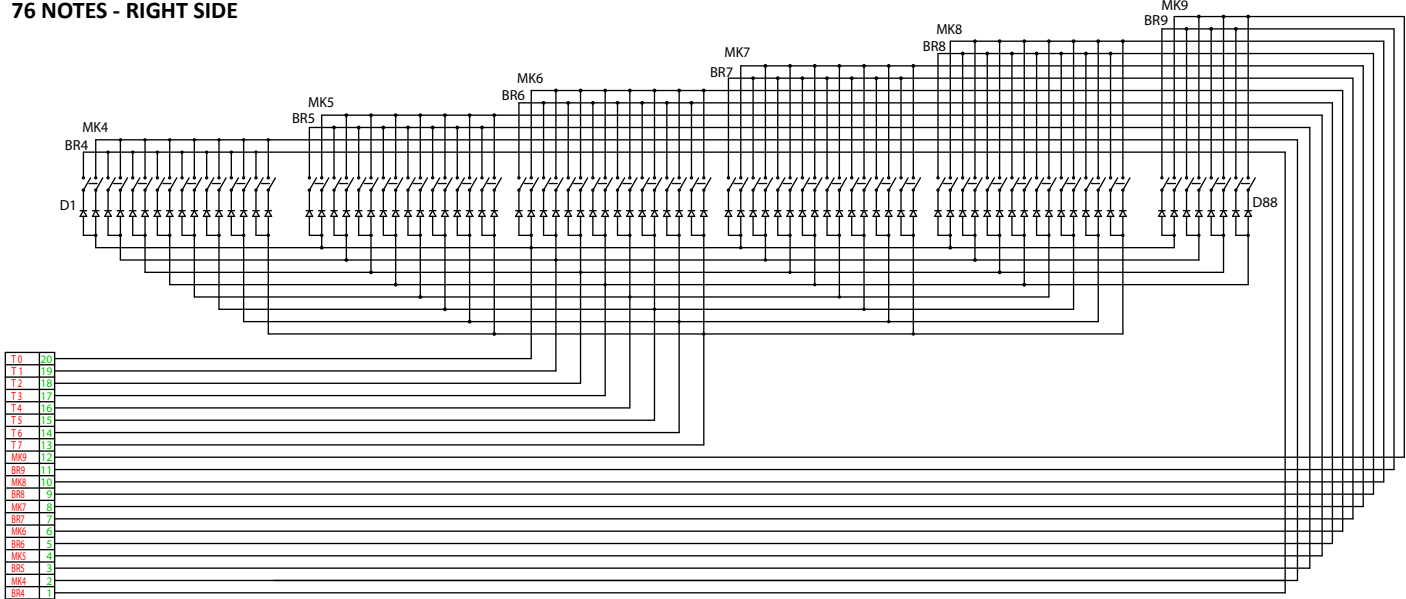 76 NOTES - RIGHT SIDE
MK9
BR9
MK8
BR8
MK7
BR7
MK6
BR6
MK5
BR5
MK4
BR4
D1
D88
T 0 20
T 1 19
T 2 18
T 3 17
T 4 16
T 5 15
T 6 14
T 7 13
MK9 12
BR9 11
MK8 10
BR8 9
MK7 8
BR7 7
MK6 6
BR6 5
MK5 4
BR5 3
MK4 2
BR4 1